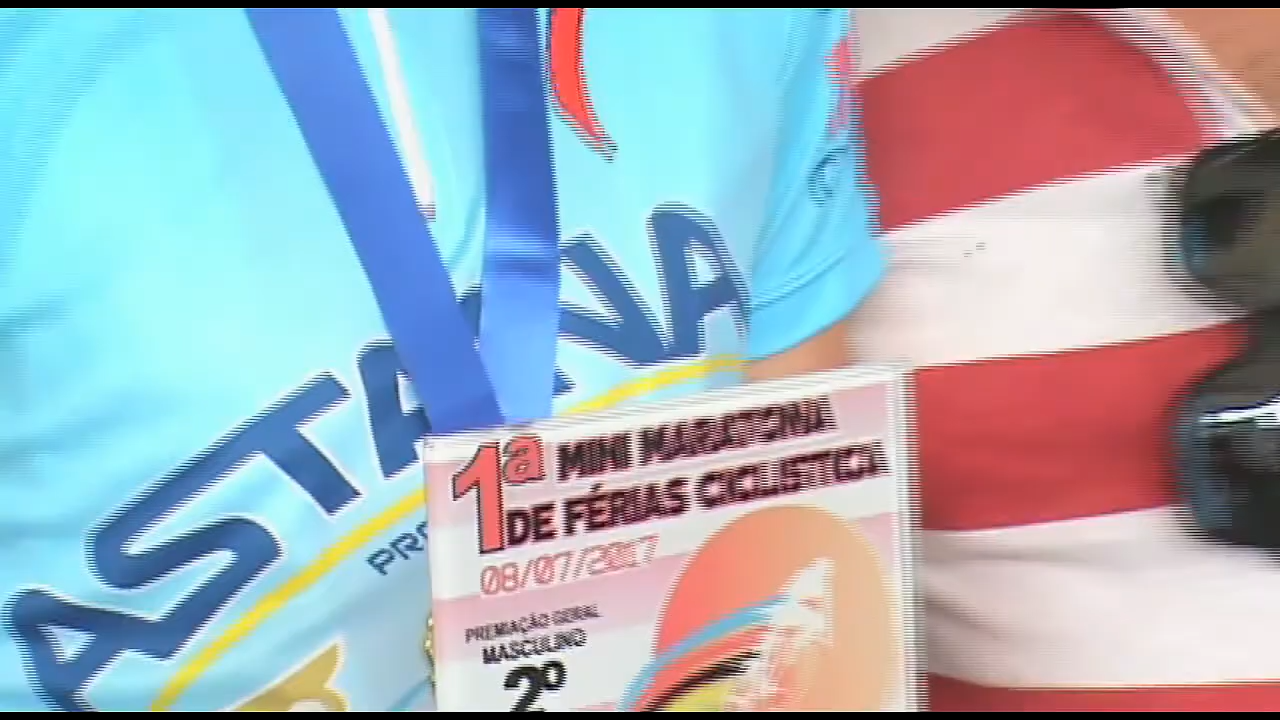 ASTANA
1ª MINI MARATONA
DE FÉRIAS CICLÍSTICA
08/07/2017
PREMIAÇÃO GERAL
MASCULINO
2º